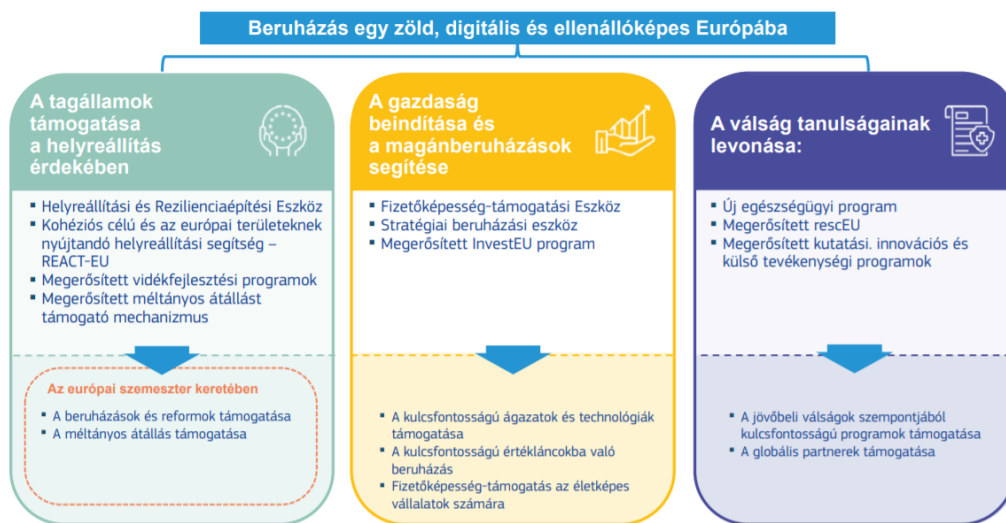 Beruházás egy zöld, digitális és ellenállóképes Európába
A tagállamok
támogatása
a helyreállítás
érdekében
▪ Helyreállítási és Rezilienciaépítési Eszköz
▪ Kohéziós célú és az európai területeknek
nyújtandó helyreállítási segítség –
REACT-EU
▪ Megerősített vidékfejlesztési programok
▪ Megerősített méltányos átállást
támogató mechanizmus
Az európai szemeszter keretében
▪ A beruházások és reformok támogatása
▪ A méltányos átállás támogatása
A gazdaság
beindítása és
a magánberuházások
segítése
▪ Fizetőképesség-támogatási Eszköz
▪ Stratégiai beruházási eszköz
▪ Megerősített InvestEU program
▪ A kulcsfontosságú ágazatok és technológiák
támogatása
▪ A kulcsfontosságú értékláncokba való
beruházás
▪ Fizetőképesség-támogatás az életképes
vállalatok számára
A válság tanulságainak
levonása:
▪ Új egészségügyi program
▪ Megerősített rescEU
▪ Megerősített kutatási. innovációs és
külső tevékenységi programok
▪ A jövőbeli válságok szempontjából
kulcsfontosságú programok támogatása
▪ A globális partnerek támogatása